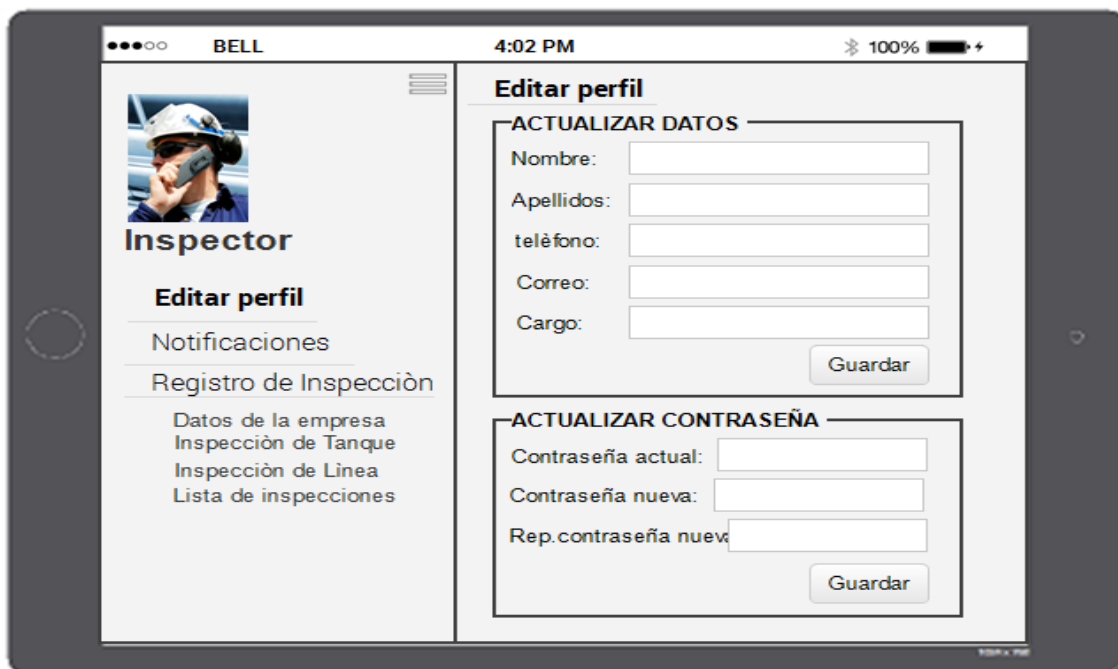 BELL 4:02 PM 100%
Inspector
Editar perfil
Notificaciones
Registro de Inspecciòn
Datos de la empresa
Inspecciòn de Tanque
Inspecciòn de Lìnea
Lista de inspecciones
Editar perfil
ACTUALIZAR DATOS
Nombre:
Apellidos:
telèfono:
Correo:
Cargo:
Guardar
ACTUALIZAR CONTRASEÑA
Contraseña actual:
Contraseña nueva:
Rep.contraseña nueva
Guardar